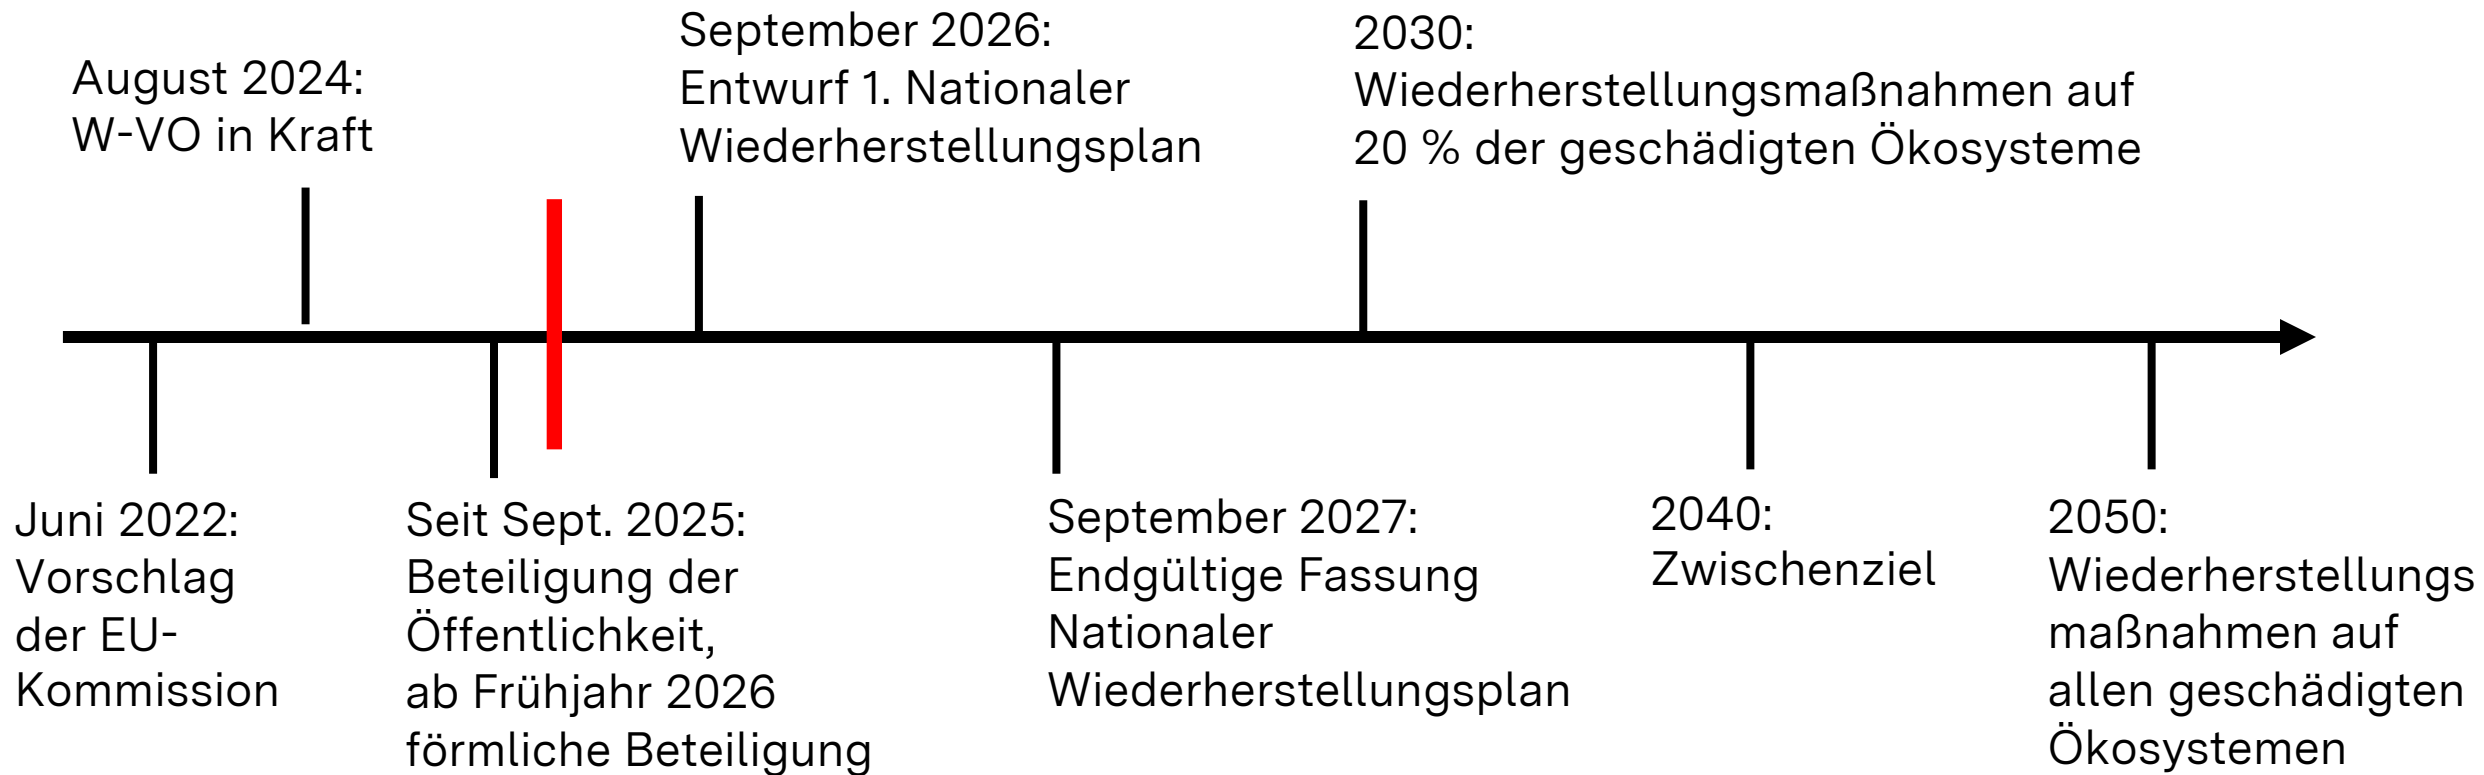 August 2024:
W-VO in Kraft
September 2026:
Entwurf 1. Nationaler
Wiederherstellungsplan
2030:
Wiederherstellungsmaßnahmen auf
20 % der geschädigten Ökosysteme
Juni 2022:
Vorschlag
der EU-
Kommission
Seit Sept. 2025:
Beteiligung der
Öffentlichkeit,
ab Frühjahr 2026
förmliche Beteiligung
September 2027:
Endgültige Fassung
Nationaler
Wiederherstellungsplan
2040:
Zwischenziel
2050:
Wiederherstellungs
maßnahmen auf
allen geschädigten
Ökosystemen